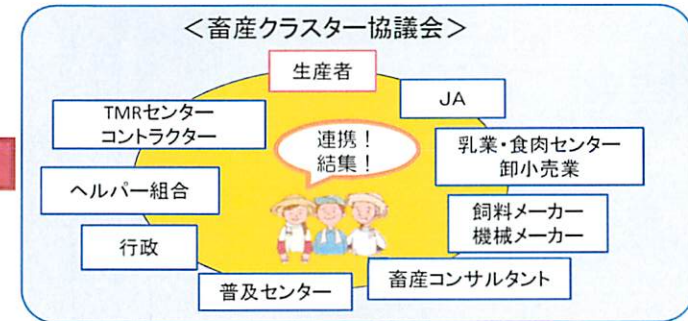 ＜畜産クラスター協議会＞
生産者
JA
TMRセンター
コントラクター
連携！
結集！
乳業・食肉センター
卸小売業
ヘルパー組合
飼料メーカー
機械メーカー
行政
畜産コンサルタント
普及センター